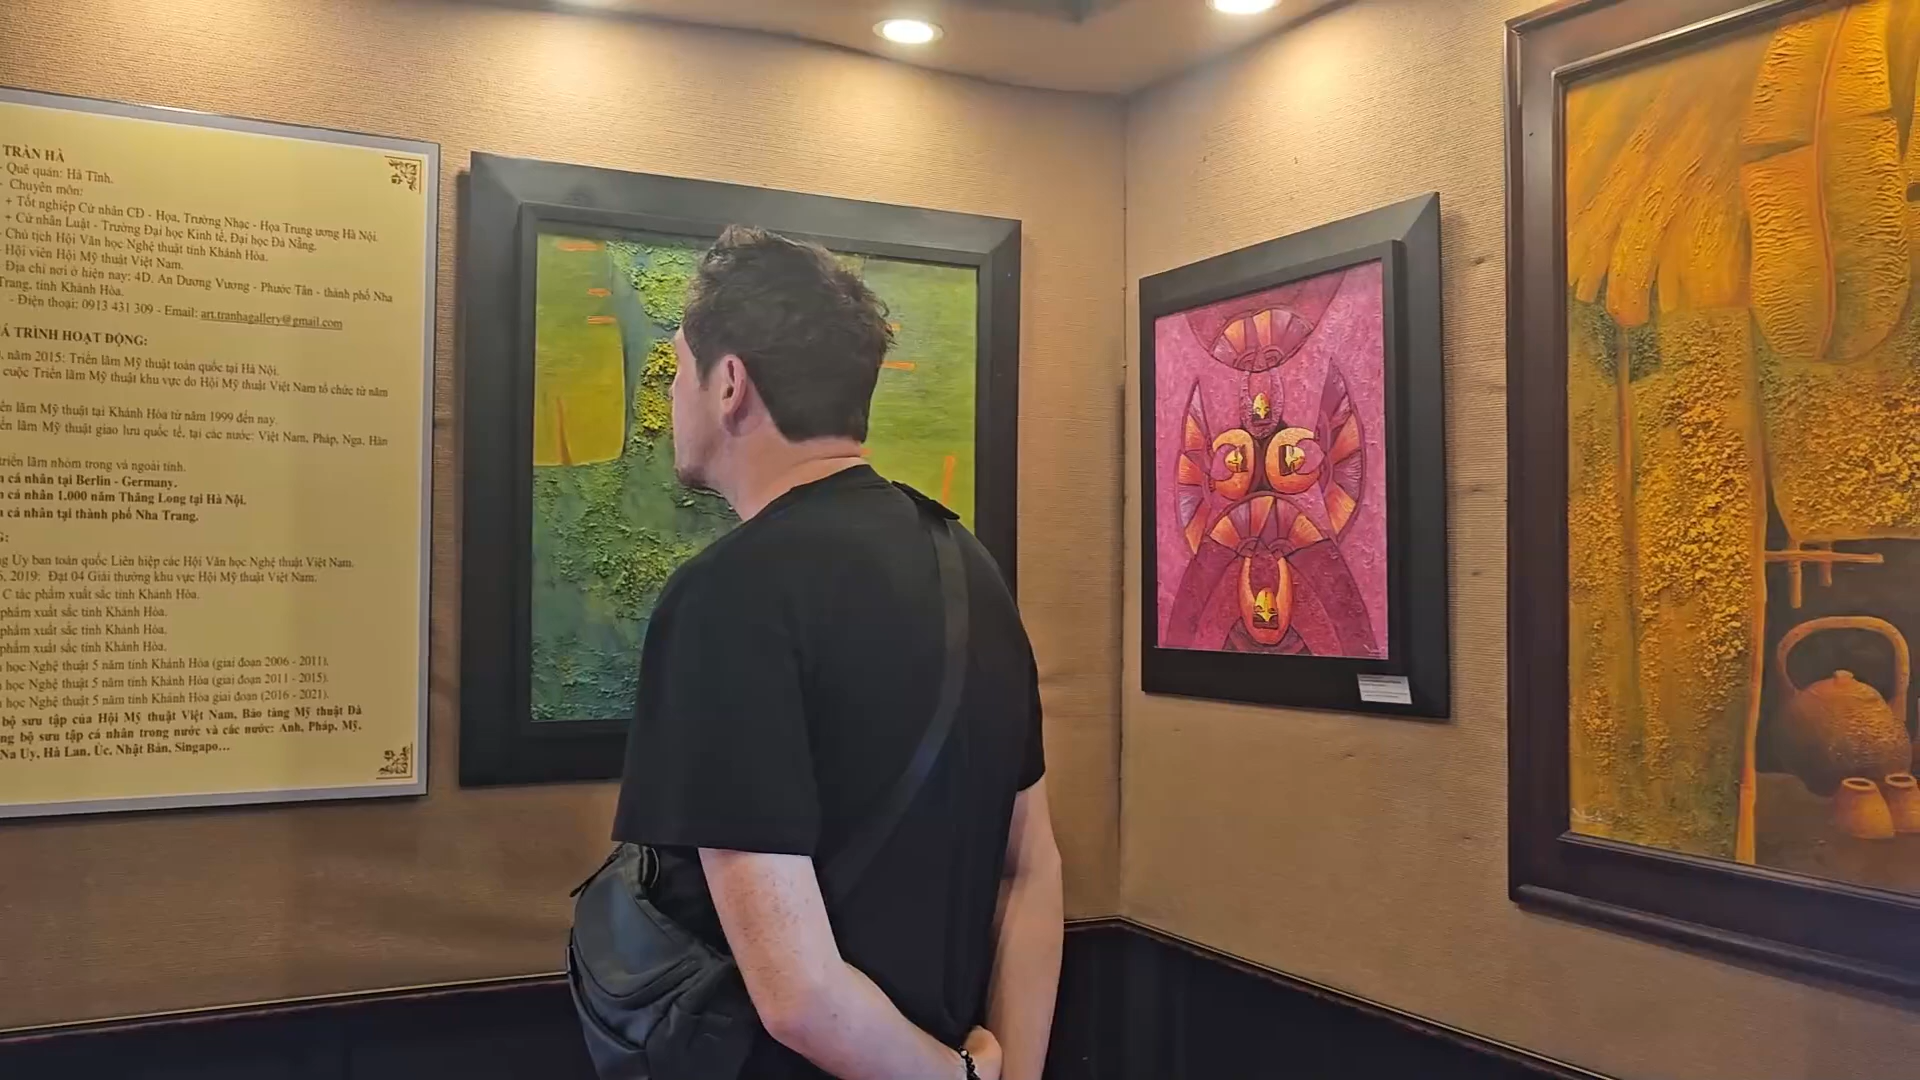 TRẦN HÀ
- Quê quán: Hà Tĩnh.
- Chuyên môn:
+ Tốt nghiệp Cử nhân CĐ - Họa, Trường Nhạc - Họa Trung ương Hà Nội.
+ Cử nhân Luật - Trường Đại học Kinh tế, Đại học Đà Nẵng.
Chủ tịch Hội Văn học Nghệ thuật tỉnh Khánh Hòa.
Hội viên Hội Mỹ thuật Việt Nam.
Địa chỉ nơi ở hiện nay: 4D. An Dương Vương - Phước Tân - thành phố Nha
Trang, tỉnh Khánh Hòa.
- Điện thoại: 0913 431 309 - Email: art.tranhagallery@gmail.com
TRÌNH HOẠT ĐỘNG:
năm 2015: Triển lãm Mỹ thuật toàn quốc tại Hà Nội.
cuộc Triển lãm Mỹ thuật khu vực do Hội Mỹ thuật Việt Nam tổ chức từ năm
lãm Mỹ thuật tại Khánh Hòa từ năm 1999 đến nay.
lãm Mỹ thuật giao lưu quốc tế, tại các nước: Việt Nam, Pháp, Nga, Hàn
triển lãm nhóm trong và ngoài tỉnh.
cá nhân tại Berlin - Germany.
cá nhân 1.000 năm Thăng Long tại Hà Nội.
cá nhân tại thành phố Nha Trang.
Ủy ban toàn quốc Liên hiệp các Hội Văn học Nghệ thuật Việt Nam.
2019: Đạt 04 Giải thưởng khu vực Hội Mỹ thuật Việt Nam.
C tác phẩm xuất sắc tỉnh Khánh Hòa.
phẩm xuất sắc tỉnh Khánh Hòa.
phẩm xuất sắc tỉnh Khánh Hòa.
phẩm xuất sắc tỉnh Khánh Hòa.
học Nghệ thuật 5 năm tỉnh Khánh Hòa (giai đoạn 2006 - 2011).
học Nghệ thuật 5 năm tỉnh Khánh Hòa (giai đoạn 2011 - 2015).
học Nghệ thuật 5 năm tỉnh Khánh Hòa giai đoạn (2016 - 2021).
bộ sưu tập của Hội Mỹ thuật Việt Nam, Bảo tàng Mỹ thuật Đà
bộ sưu tập cá nhân trong nước và các nước: Anh, Pháp, Mỹ,
Na Uy, Hà Lan, Úc, Nhật Bản, Singapo...